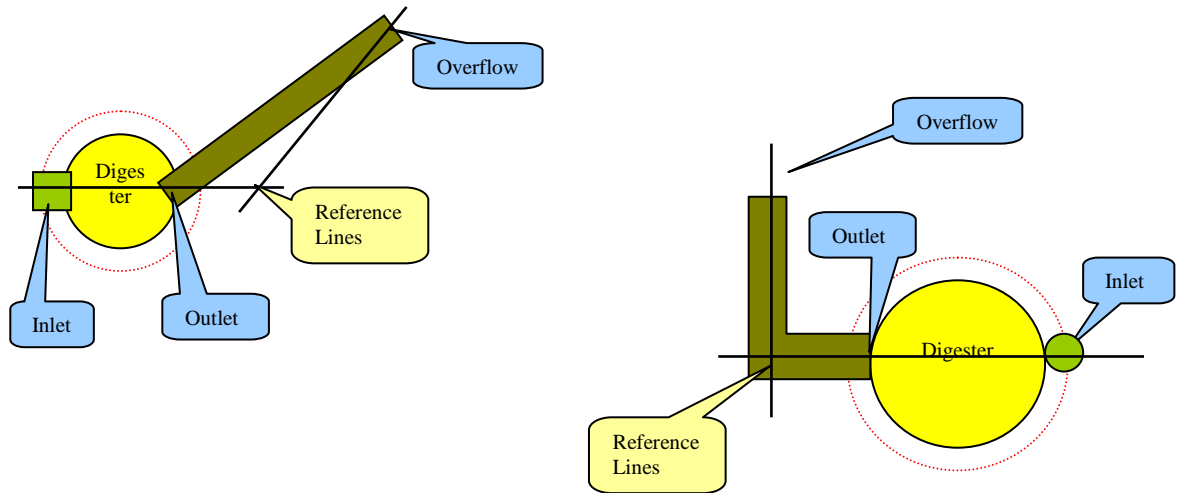 Overflow
Diges
ter
Reference
Lines
Inlet
Outlet
Overflow
Outlet
Inlet
Digester
Reference
Lines